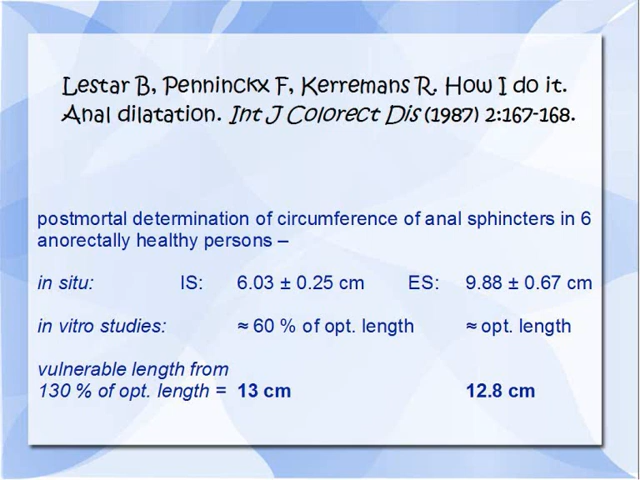 Lestar B, Penninckx F, Kerremans R. How I do it.
Anal dilatation. Int J Colorect Dis (1987) 2:167-168.
postmortal determination of circumference of anal sphincters in 6
anorectally healthy persons –
in situ: IS: 6.03 ± 0.25 cm ES: 9.88 ± 0.67 cm
in vitro studies: ≈ 60 % of opt. length ≈ opt. length
vulnerable length from
130 % of opt. length = 13 cm 12.8 cm